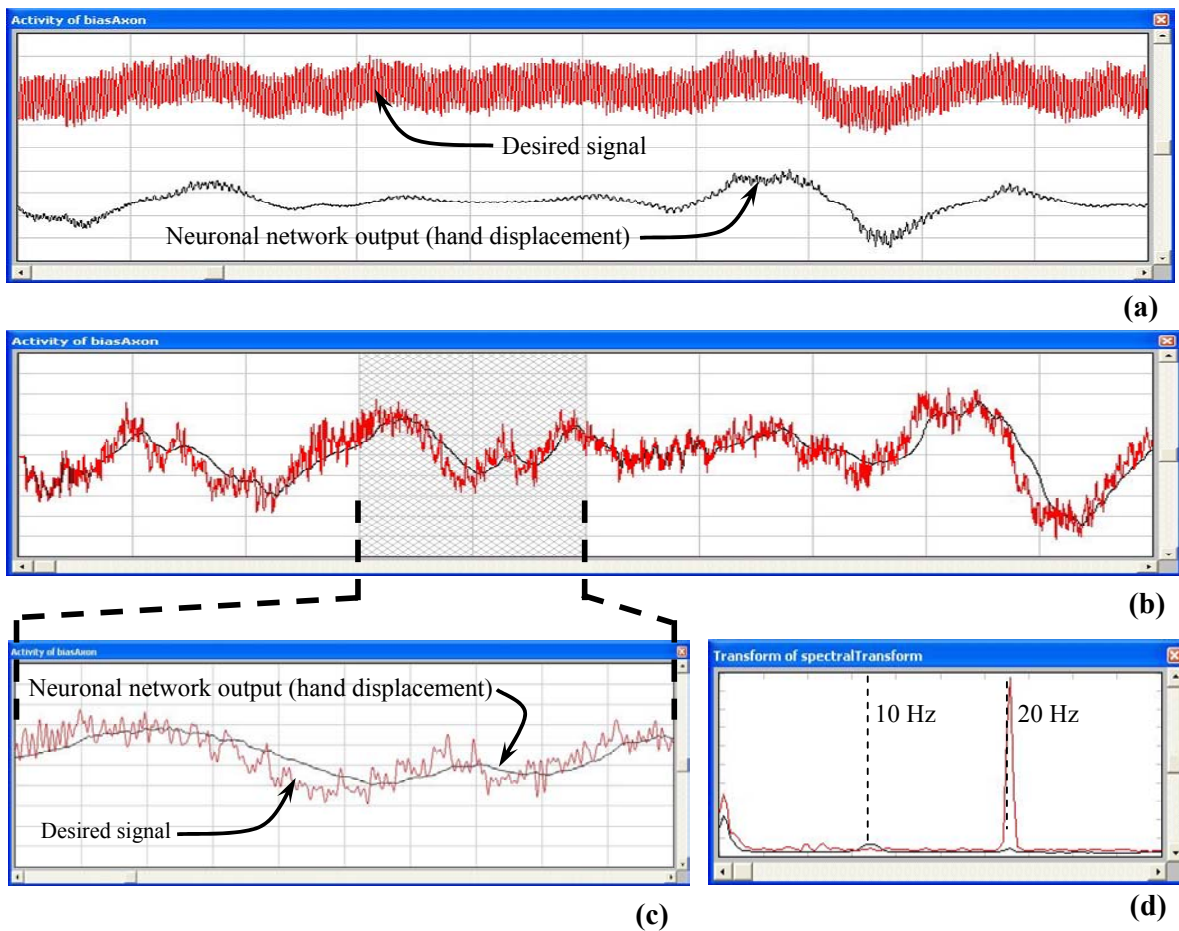 Activity of biasAxon
Desired signal
Neuronal network output (hand displacement)
(a)
Activity of biasAxon
(b)
Activity of biasAxon
Neuronal network output (hand displacement)
Desired signal
(c)
Transform of spectralTransform
10 Hz
20 Hz
(d)